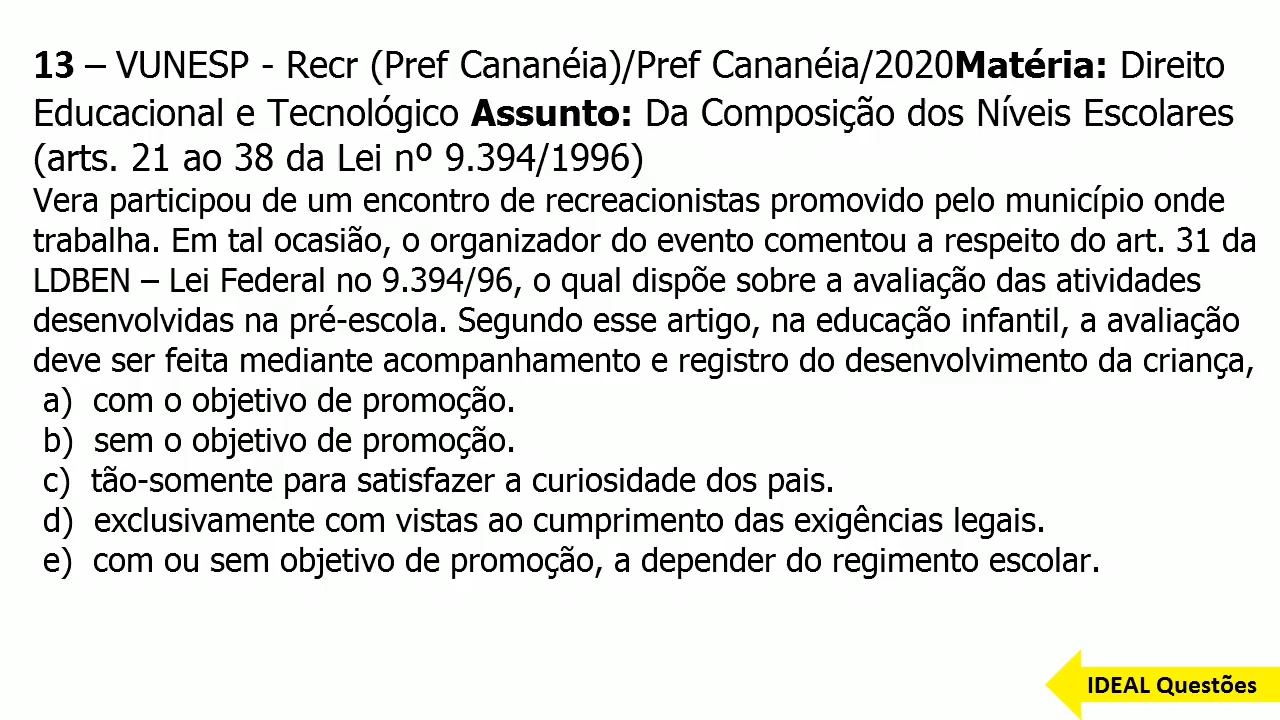 13 – VUNESP - Recr (Pref Cananéia)/Pref Cananéia/2020Matéria: Direito
Educacional e Tecnológico Assunto: Da Composição dos Níveis Escolares
(arts. 21 ao 38 da Lei nº 9.394/1996)
Vera participou de um encontro de recreacionistas promovido pelo município onde
trabalha. Em tal ocasião, o organizador do evento comentou a respeito do art. 31 da
LDBEN – Lei Federal no 9.394/96, o qual dispõe sobre a avaliação das atividades
desenvolvidas na pré-escola. Segundo esse artigo, na educação infantil, a avaliação
deve ser feita mediante acompanhamento e registro do desenvolvimento da criança,
a) com o objetivo de promoção.
b) sem o objetivo de promoção.
c) tão-somente para satisfazer a curiosidade dos pais.
d) exclusivamente com vistas ao cumprimento das exigências legais.
e) com ou sem objetivo de promoção, a depender do regimento escolar.
IDEAL Questões